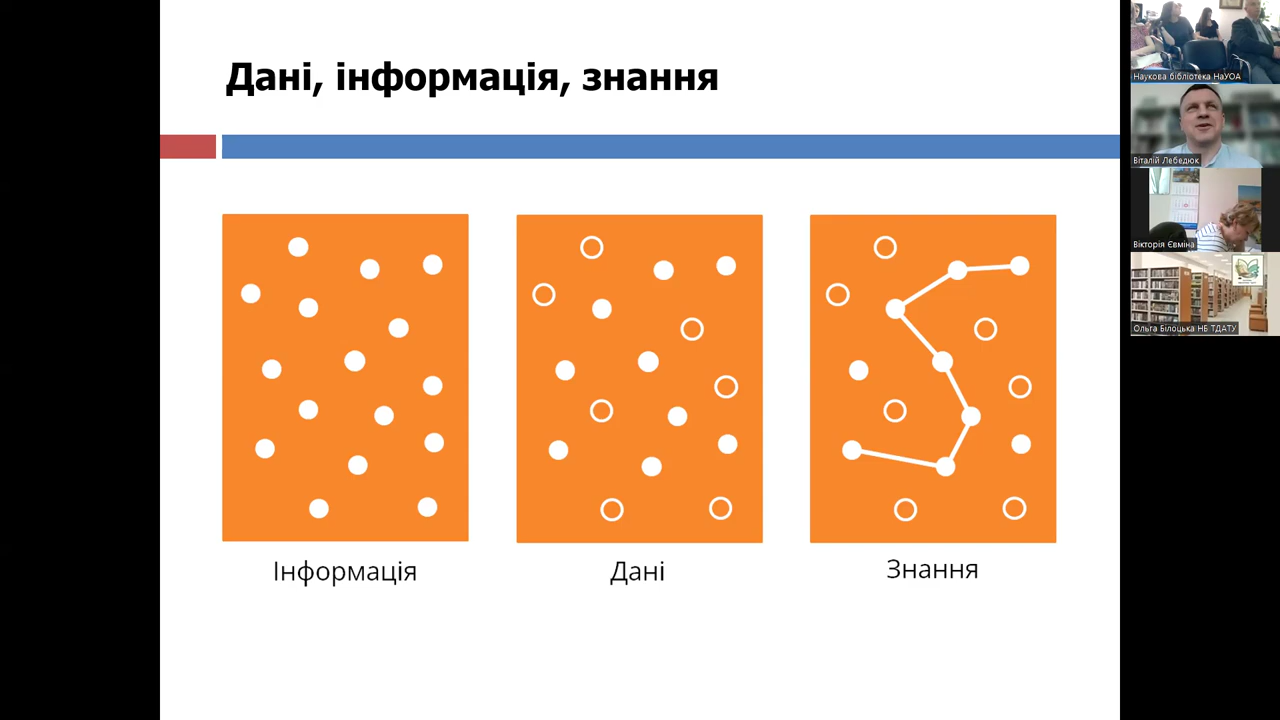 Дані, інформація, знання
Інформація
Дані
Знання
Наукова бібліотека НаУОА
Віталій Лебедюк
Вікторія Євміна
Ольга Білоцька НБ ТДАТУ